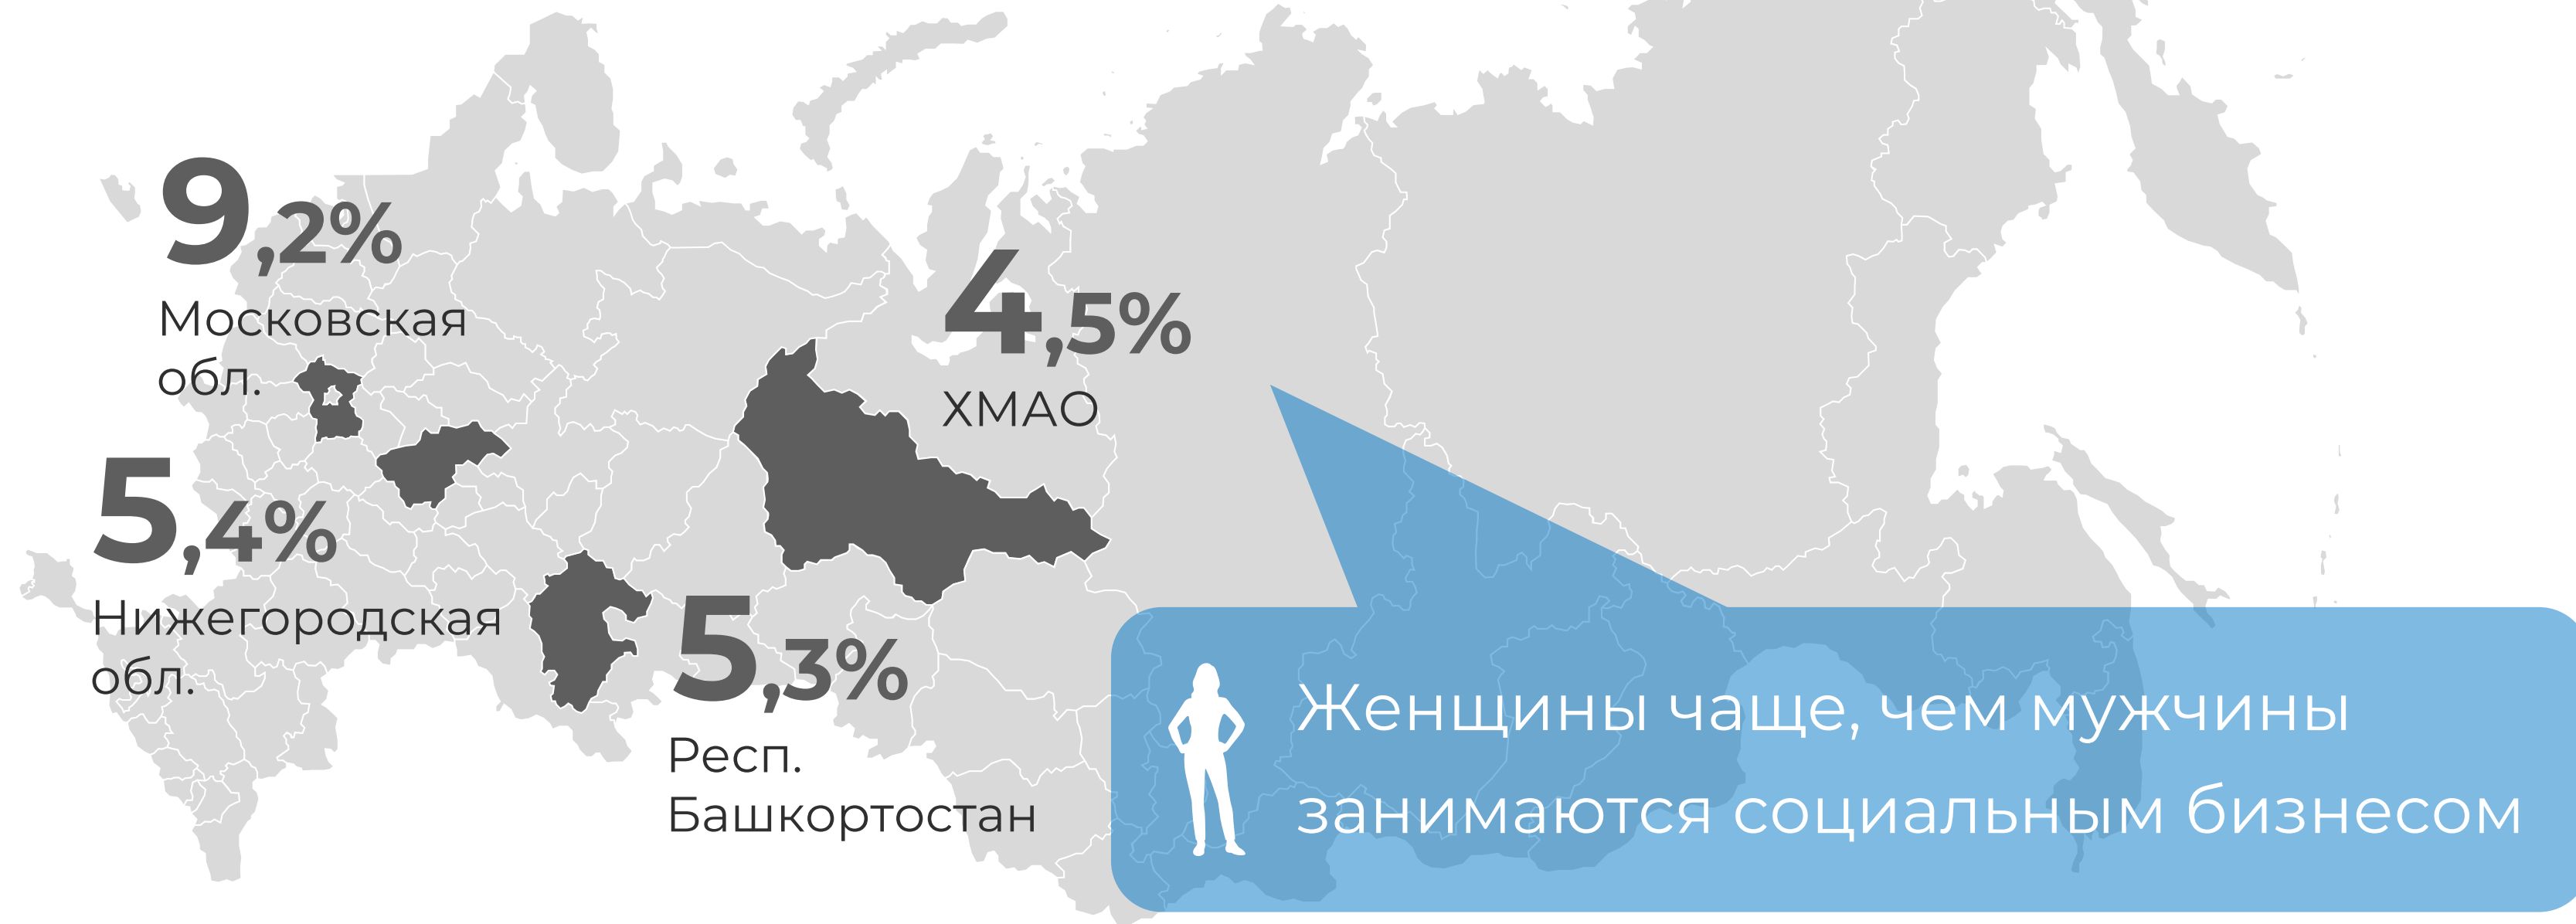 9,2%
Московская
обл.
4,5%
ХМАО
5,4%
Нижегородская
обл.
5,3%
Респ.
Башкортостан
Женщины чаще, чем мужчины
занимаются социальным бизнесом